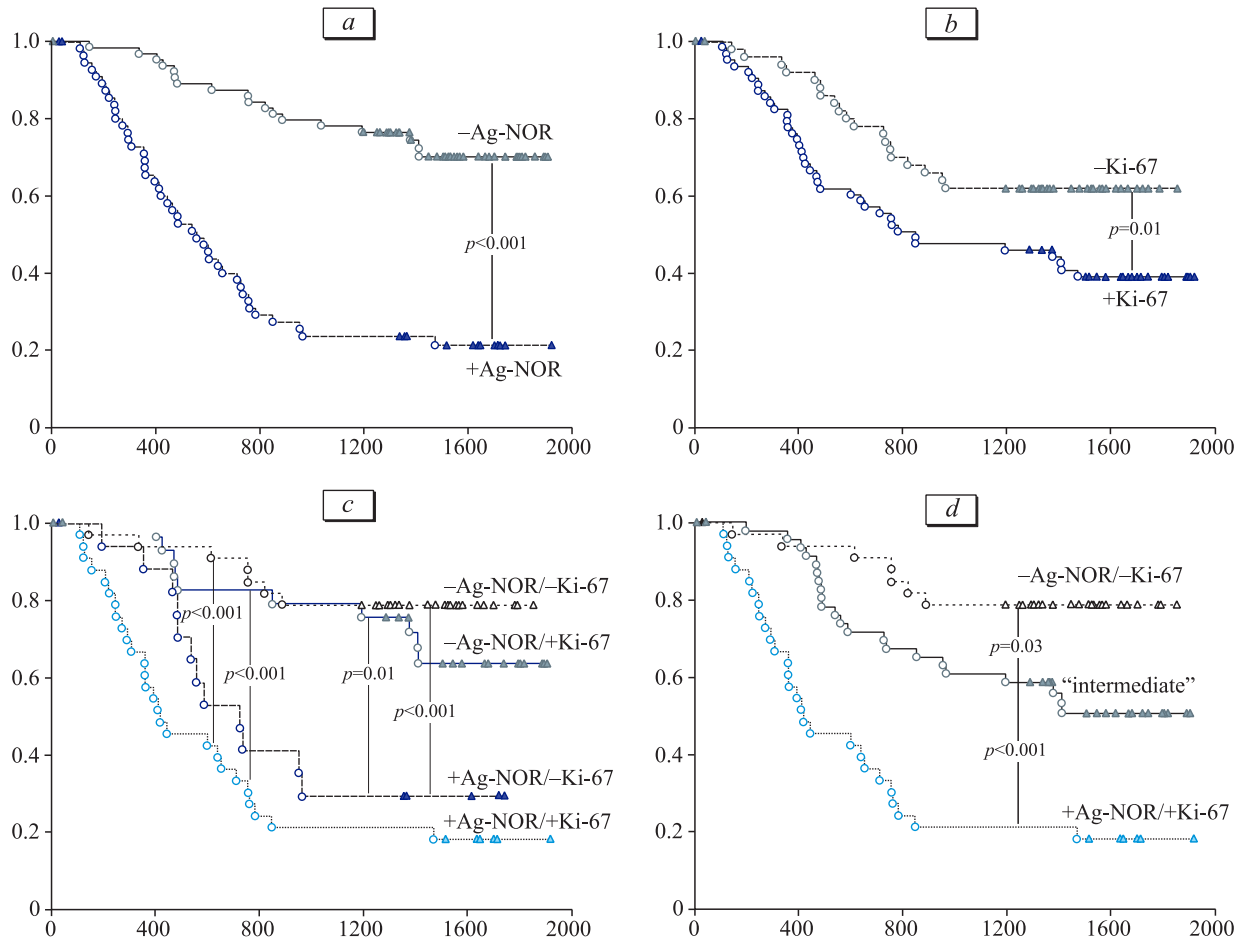 a
1.0
0.8
0.6
0.4
0.2
0
–Ag-NOR
p<0.001
+Ag-NOR
0 400 800 1200 1600 2000
b
1.0
0.8
0.6
0.4
0.2
0
–Ki-67
p=0.01
+Ki-67
0 400 800 1200 1600 2000
c
1.0
0.8
0.6
0.4
0.2
0
–Ag-NOR/–Ki-67
p<0.001
–Ag-NOR/+Ki-67
p<0.001
p=0.01
p<0.001
+Ag-NOR/–Ki-67
+Ag-NOR/+Ki-67
0 400 800 1200 1600 2000
d
1.0
0.8
0.6
0.4
0.2
0
–Ag-NOR/–Ki-67
p=0.03
“intermediate”
p<0.001
+Ag-NOR/+Ki-67
0 400 800 1200 1600 2000